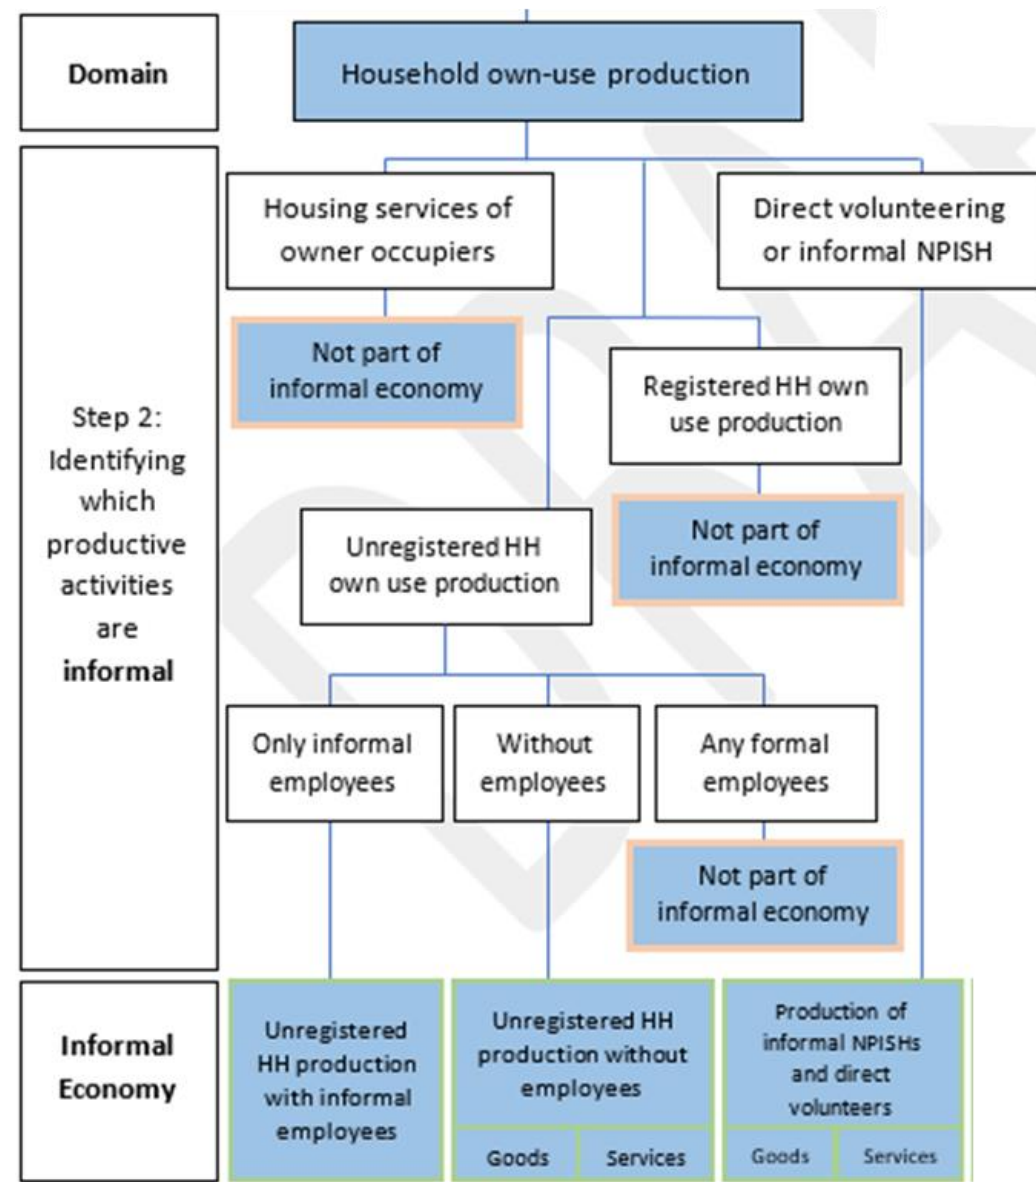 Domain
Household own-use production
Step 2:
Identifying
which
productive
activities
are
informal
Housing services of
owner occupiers
Direct volunteering
or informal NPISH
Not part of
informal economy
Registered HH own
use production
Not part of
informal economy
Unregistered HH
own use production
Only informal
employees
Without
employees
Any formal
employees
Not part of
informal economy
Informal
Economy
Unregistered
HH production
with informal
employees
Unregistered HH
production without
employees
Goods
Services
Production of
informal NPISHs
and direct
volunteers
Goods
Services